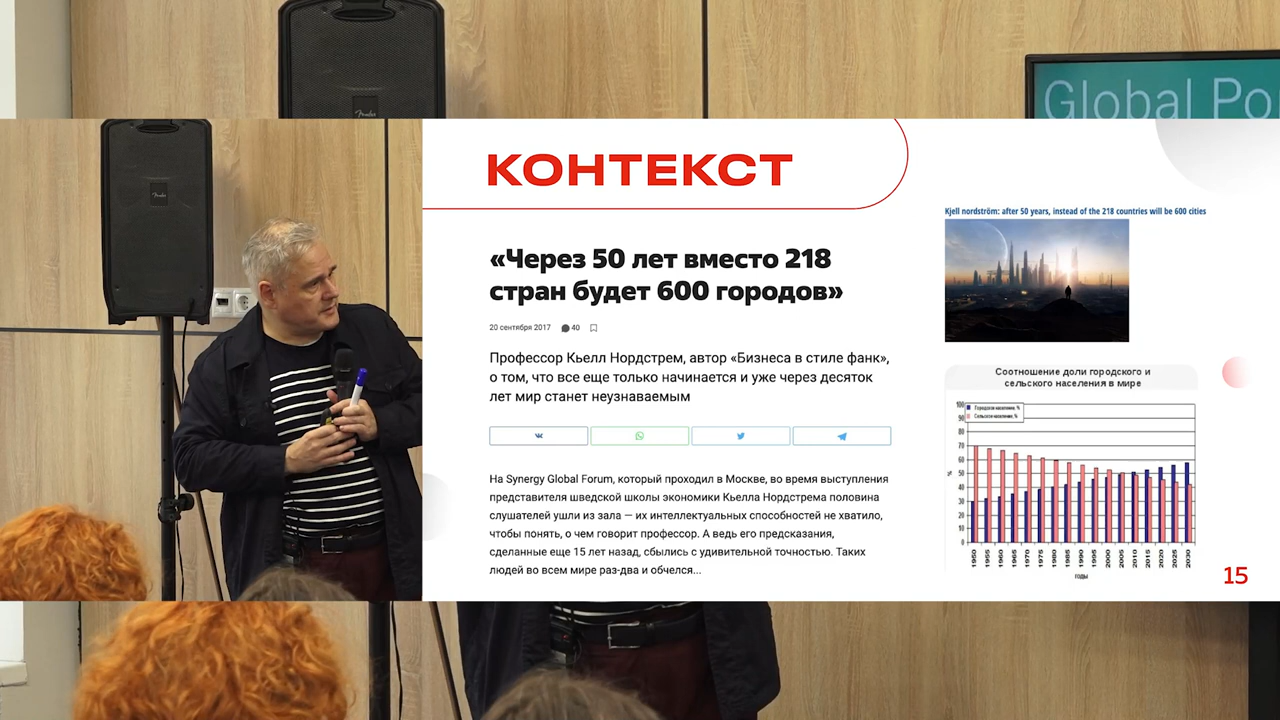 Fender
Global Po
Fender
КОНТЕКСТ
«Через 50 лет вместо 218
стран будет 600 городов»
20 сентября 2017
40
Профессор Кьелл Нордстрем, автор «Бизнеса в стиле фанк»,
о том, что все еще только начинается и уже через десяток
лет мир станет неузнаваемым
На Synergy Global Forum, который проходил в Москве, во время выступления
представителя шведской школы экономики Кьелла Нордстрема половина
слушателей ушли из зала — их интеллектуальных способностей не хватило,
чтобы понять, о чем говорит профессор. А ведь его предсказания,
сделанные еще 15 лет назад, сбылись с удивительной точностью. Таких
людей во всем мире раз-два и обчелся...
Kjell nordström: after 50 years, instead of the 218 countries will be 600 cities
Соотношение доли городского и
сельского населения в мире
Городское население, %
Сельское население, %
100
90
80
70
60
50
40
30
20
10
0
%
1950 1955 1960 1965 1970 1975 1980 1985 1990 1995 2000 2005 2010 2015 2020 2025 2030
годы
15